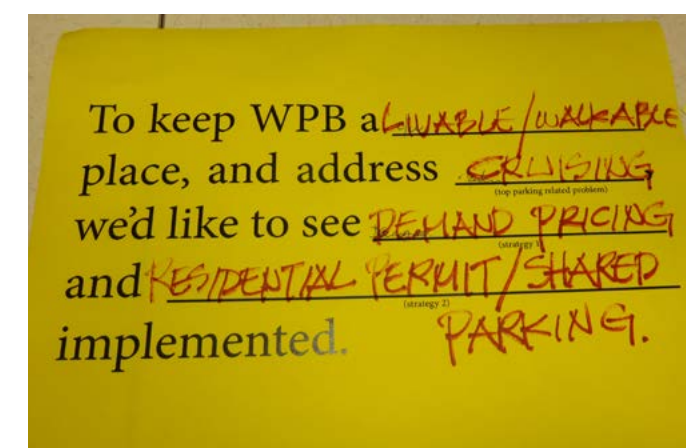 To keep WPB a LIVABLE/WALKABLE
place, and address CRUISING,
(top parking related problem)
we'd like to see DEMAND PRICING
(strategy 1)
and RESIDENTIAL PERMIT/SHARED
(strategy 2)
implemented. PARKING.